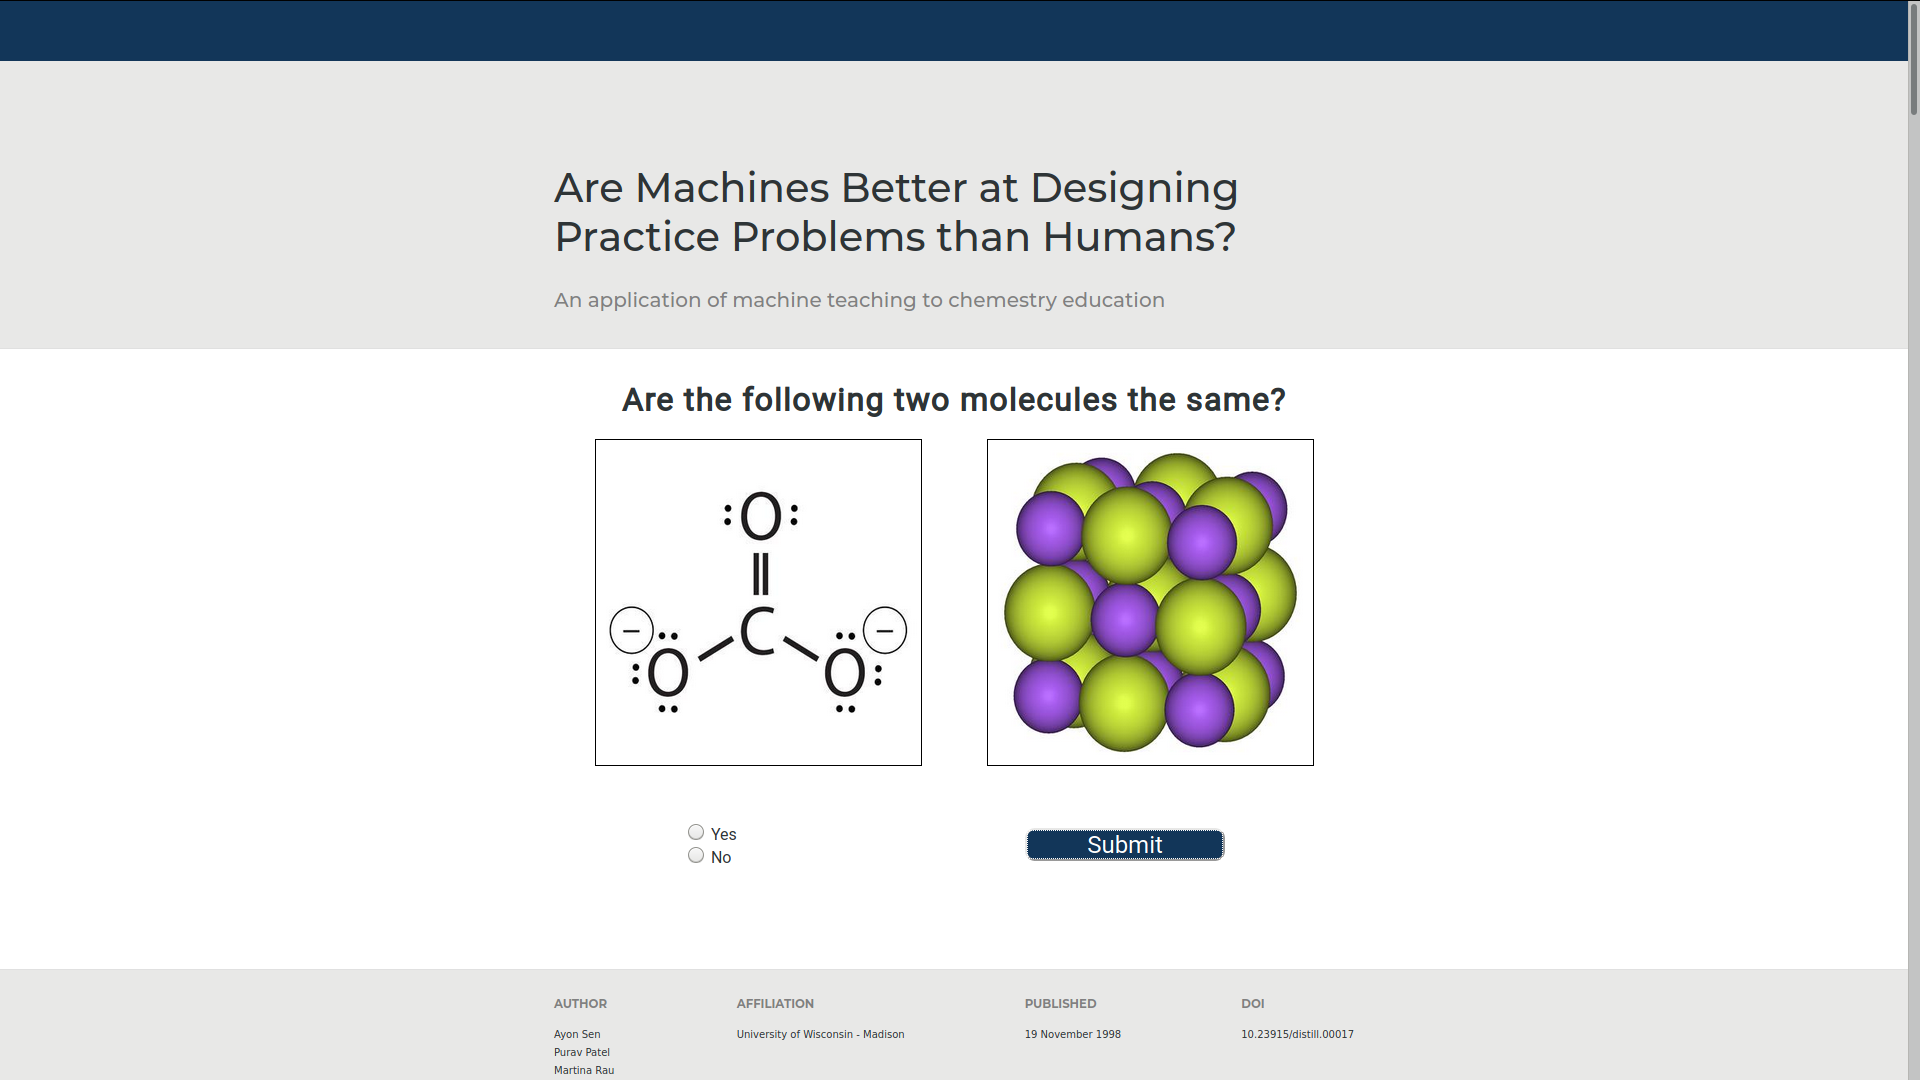 Are Machines Better at Designing
Practice Problems than Humans?
An application of machine teaching to chemestry education
Are the following two molecules the same?
:O:
C
− −
:O O:
Yes
No
Submit
AUTHOR AFFILIATION PUBLISHED DOI
Ayon Sen University of Wisconsin - Madison 19 November 1998 10.23915/distill.00017
Purav Patel
Martina Rau